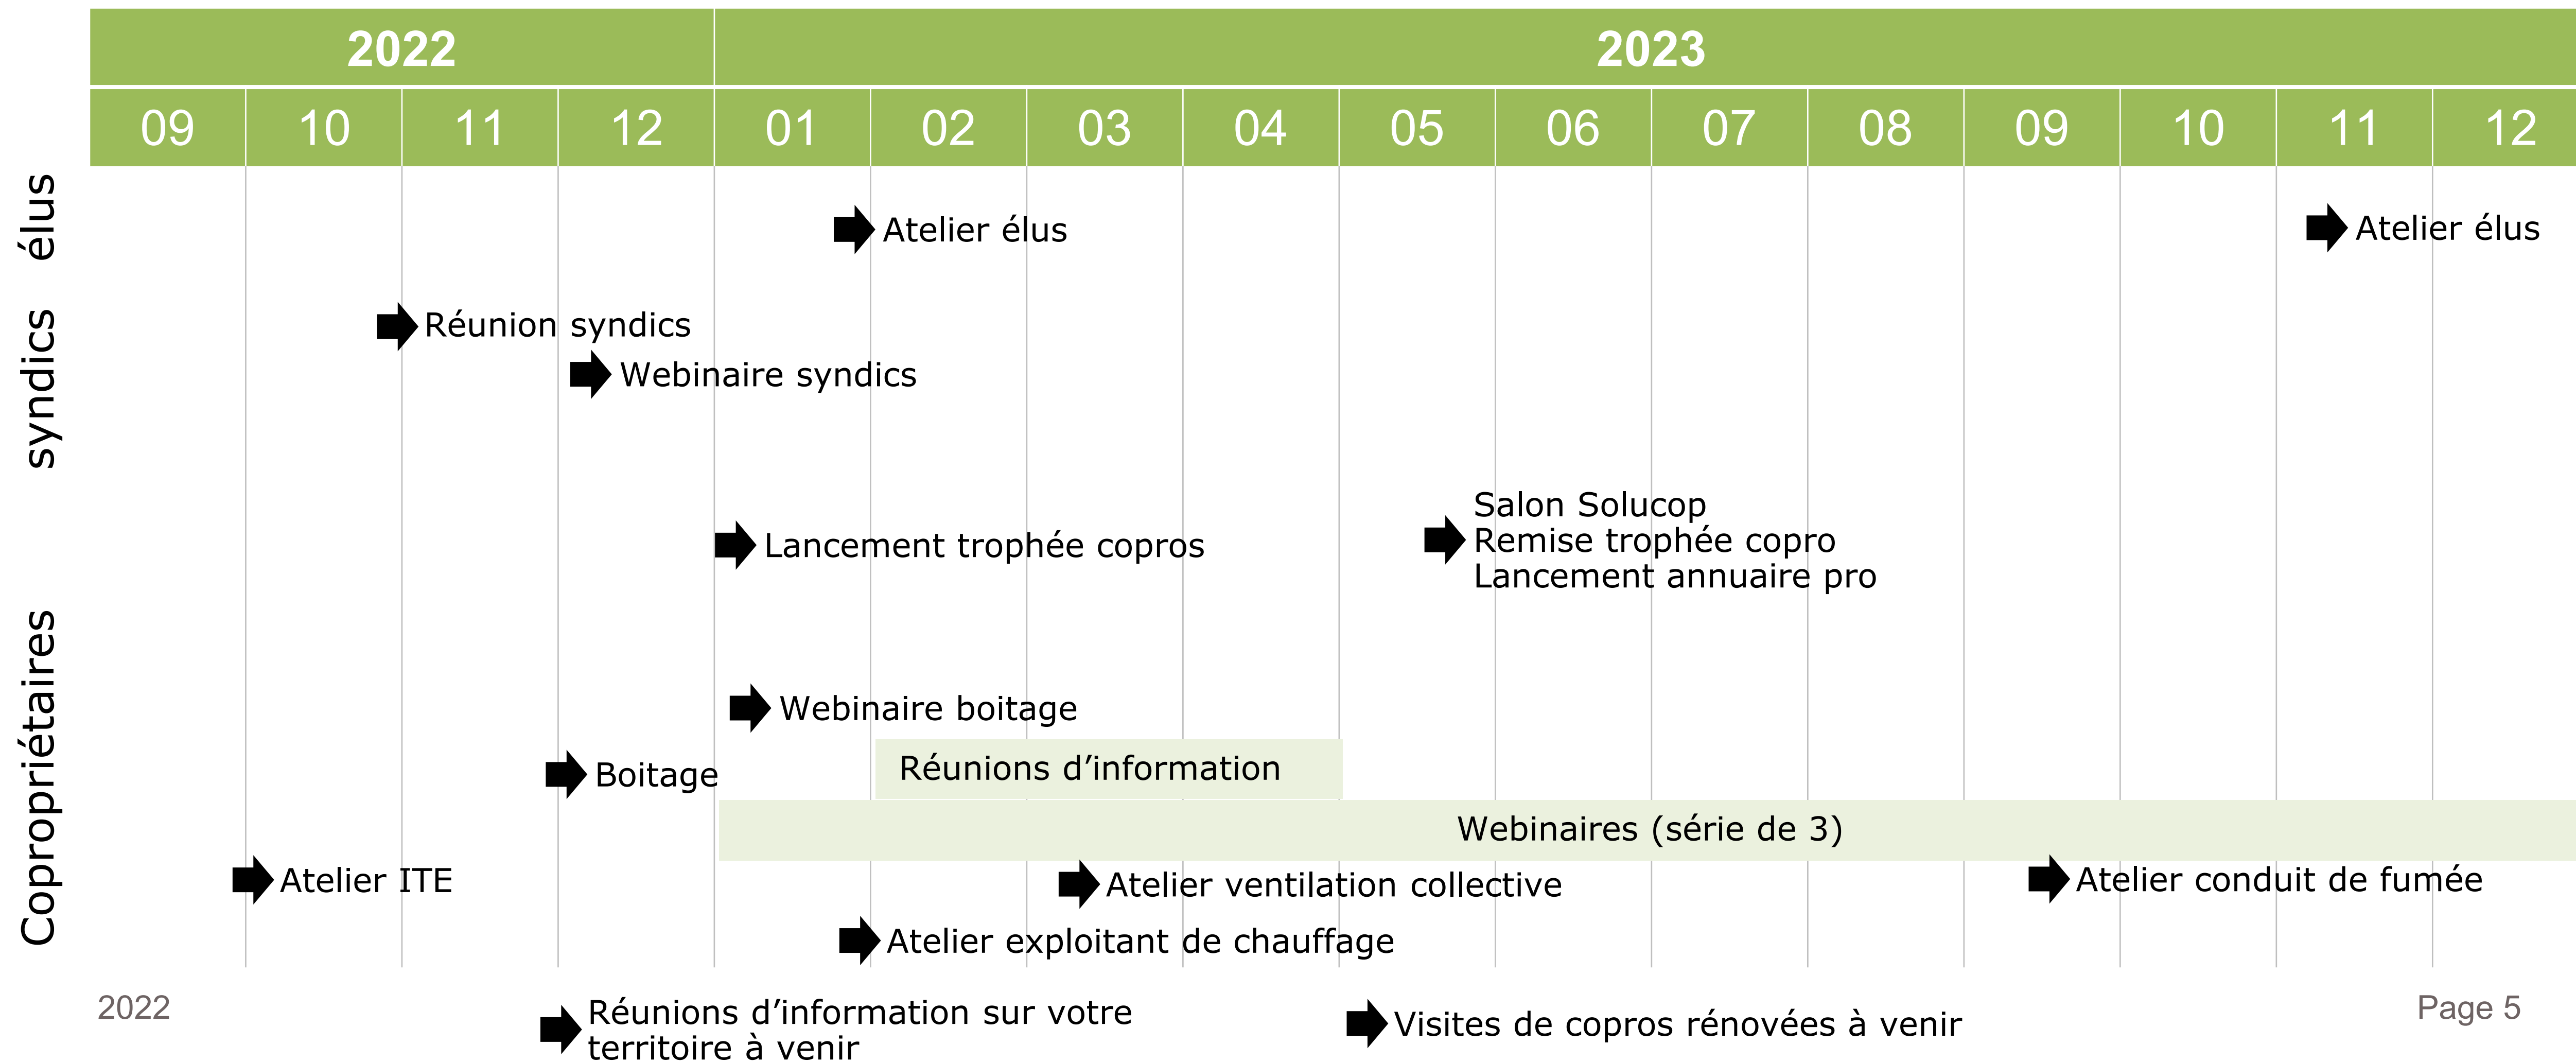 2022
2023
09 10 11 12 01 02 03 04 05 06 07 08 09 10 11 12
élus
Atelier élus
Atelier élus
syndics
Réunion syndics
Webinaire syndics
Copropriétaires
Salon Solucop
Lancement trophée copros
Remise trophée copro
Lancement annuaire pro
Webinaire boitage
Boitage
Réunions d’information
Webinaires (série de 3)
Atelier ITE
Atelier ventilation collective
Atelier conduit de fumée
Atelier exploitant de chauffage
2022
Réunions d’information sur votre
territoire à venir
Visites de copros rénovées à venir
Page 5